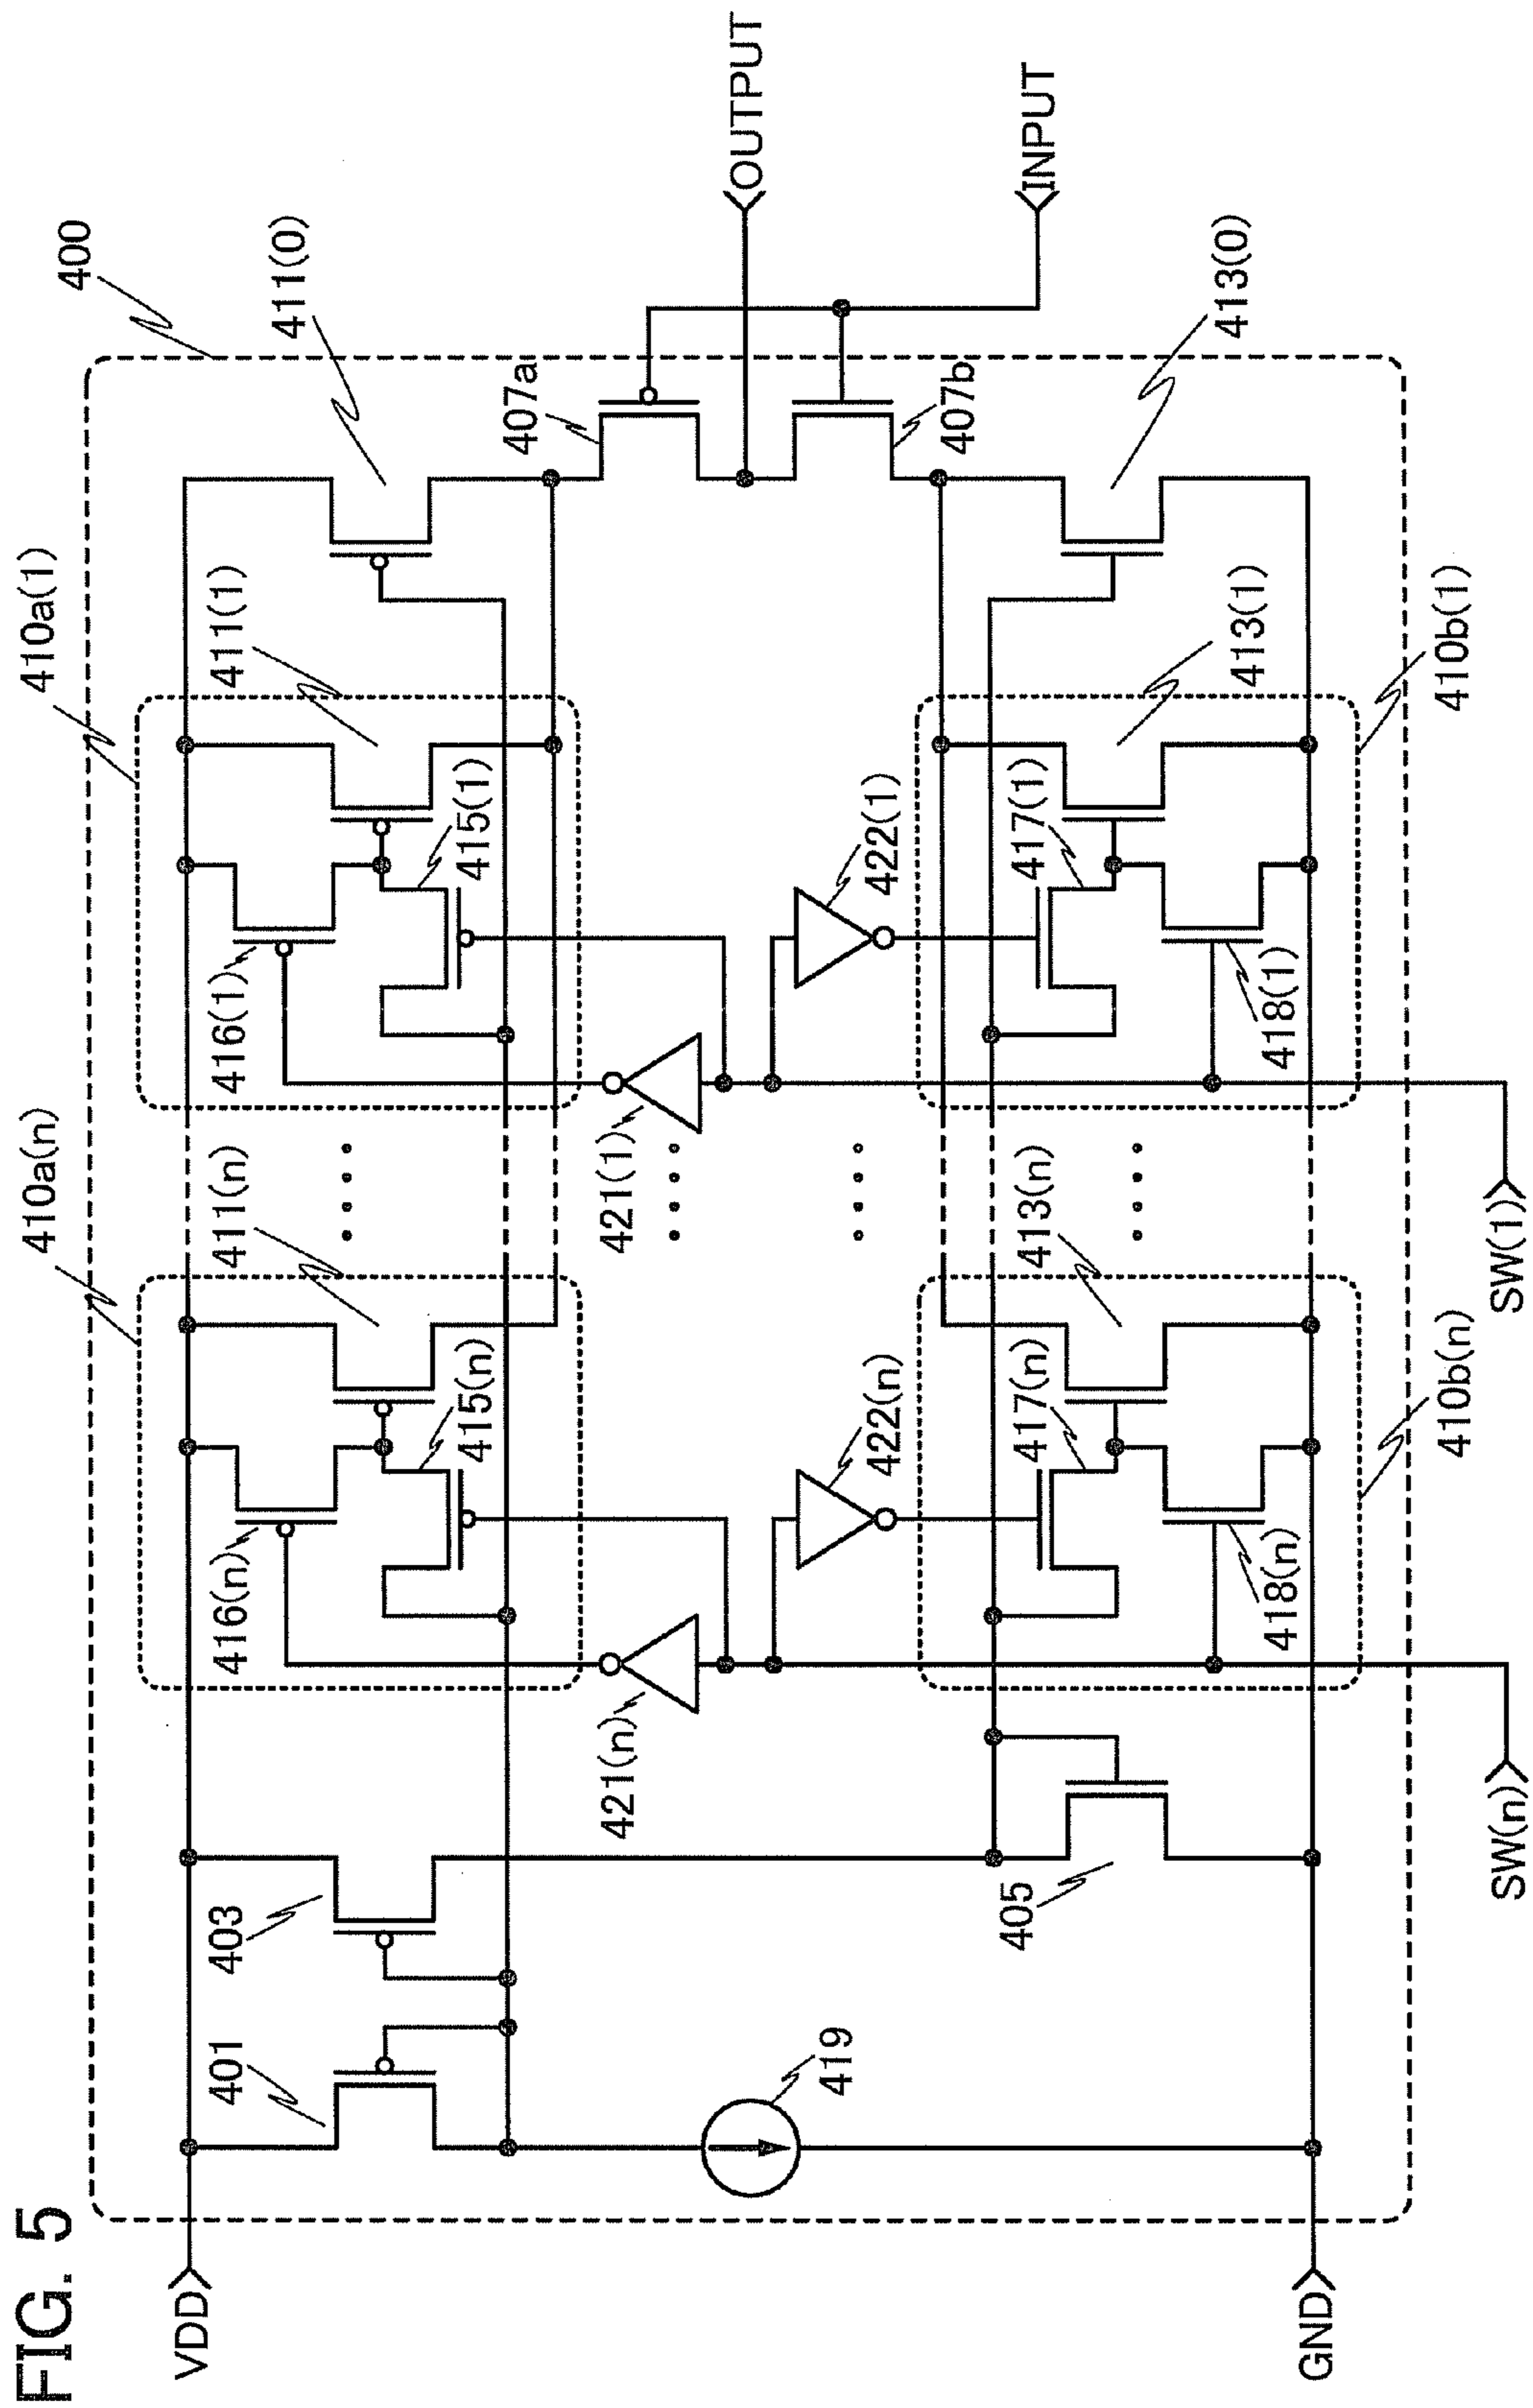 FIG. 5
400
410a(n)
410a(1)
VDD
401
403
416(n)
411(n)
415(n)
416(1)
411(1)
415(1)
411(0)
407a
OUTPUT
421(n)
422(n)
421(1)
422(1)
419
INPUT
407b
405
417(n)
413(n)
418(n)
417(1)
413(1)
418(1)
413(0)
GND
410b(n)
410b(1)
SW(n)
SW(1)